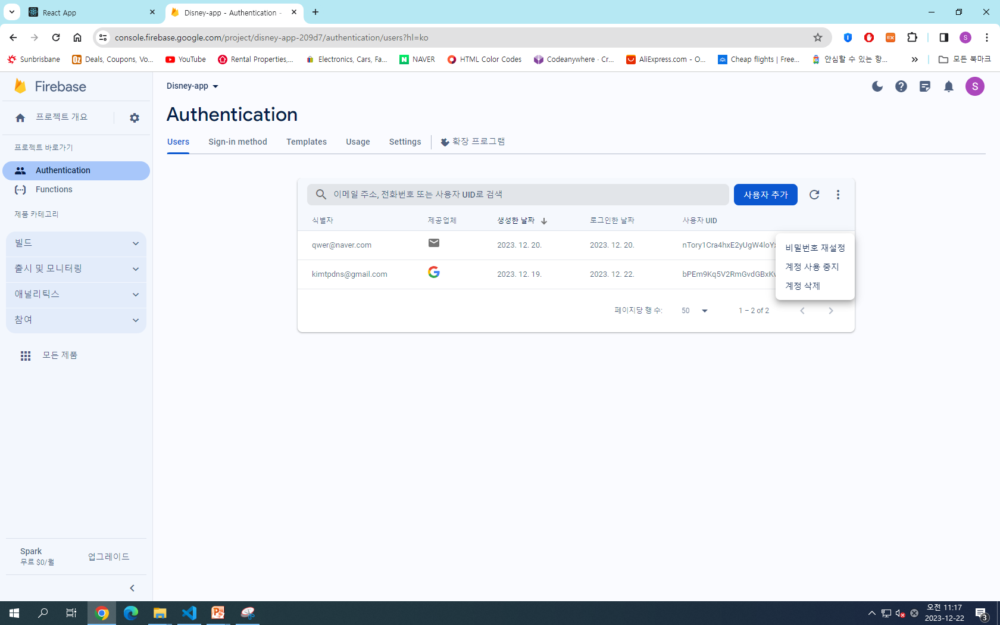 React App
Disney-app - Authentication -
console.firebase.google.com/project/disney-app-209d7/authentication/users?hl=ko
S
Sunbrisbane
Deals, Coupons, Vo...
YouTube
Rental Properties,...
Electronics, Cars, Fa...
NAVER
HTML Color Codes
Codeanywhere · Cr...
AliExpress.com - O...
Cheap flights | Free...
안심할 수 있는 항...
모든 북마크
Firebase
Disney-app
S
프로젝트 개요
Authentication
Users
Sign-in method
Templates
Usage
Settings
확장 프로그램
프로젝트 바로가기
Authentication
Functions
제품 카테고리
빌드
출시 및 모니터링
애널리틱스
참여
모든 제품
이메일 주소, 전화번호 또는 사용자 UID로 검색
사용자 추가
식별자 제공업체 생성한 날짜 로그인한 날짜 사용자 UID
qwer@naver.com 2023. 12. 20. 2023. 12. 20. nTory1Cra4hxE2yUgW4loYx
kimtpdns@gmail.com 2023. 12. 19. 2023. 12. 22.
비밀번호 재설정
계정 사용 중지
계정 삭제
페이지당 행 수: 50 1 – 2 of 2
Spark
무료 $0/월
업그레이드
오전 11:17
2023-12-22
3